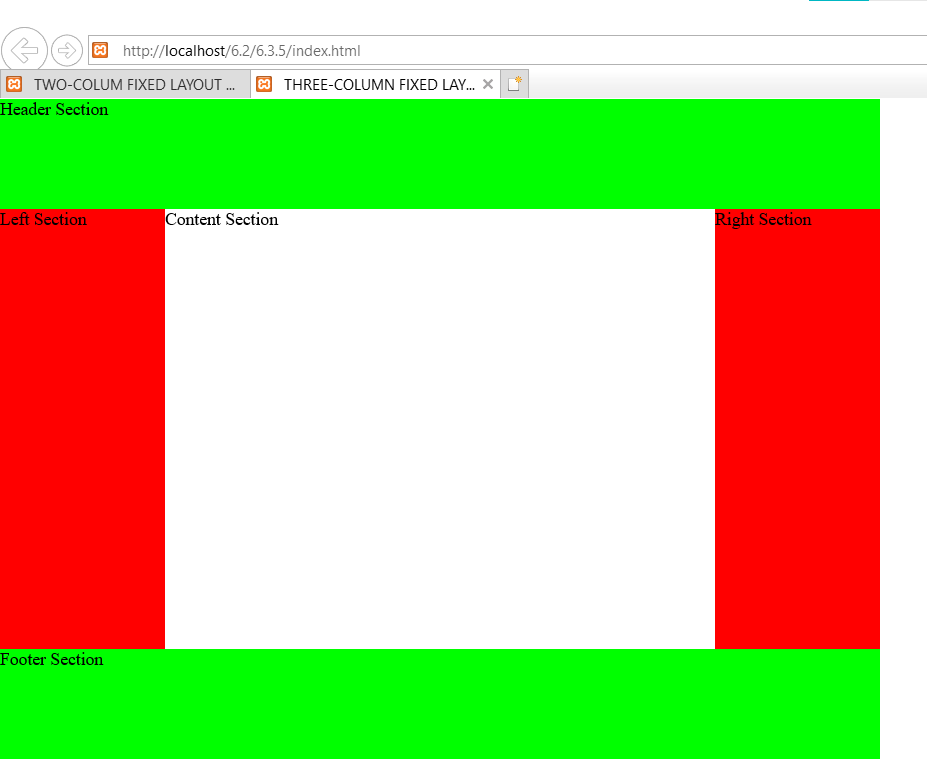 http://localhost/6.2/6.3.5/index.html
TWO-COLUM FIXED LAYOUT ...
THREE-COLUMN FIXED LAY...
Header Section
Left Section
Content Section
Right Section
Footer Section